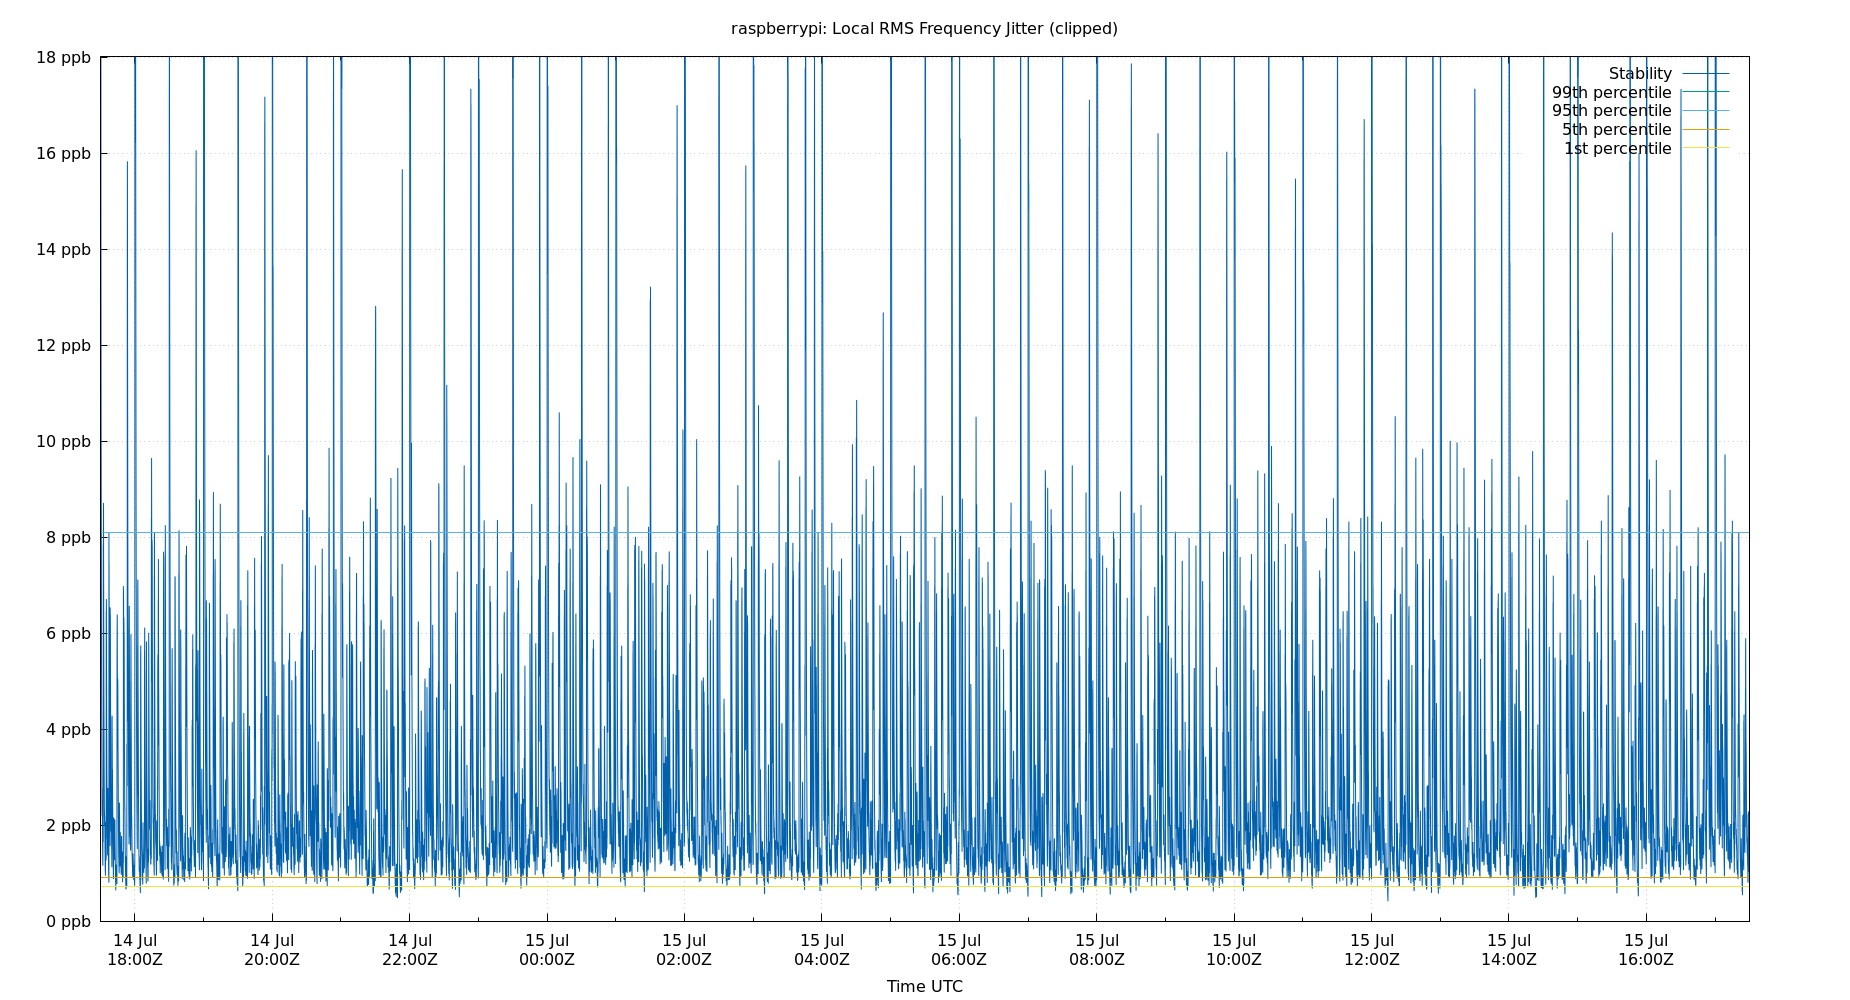 raspberrypi: Local RMS Frequency Jitter (clipped)
18 ppb
16 ppb
14 ppb
12 ppb
10 ppb
8 ppb
6 ppb
4 ppb
2 ppb
0 ppb
Stability
99th percentile
95th percentile
5th percentile
1st percentile
14 Jul 14 Jul 14 Jul 15 Jul 15 Jul 15 Jul 15 Jul 15 Jul 15 Jul 15 Jul 15 Jul 15 Jul
18:00Z 20:00Z 22:00Z 00:00Z 02:00Z 04:00Z 06:00Z 08:00Z 10:00Z 12:00Z 14:00Z 16:00Z
Time UTC